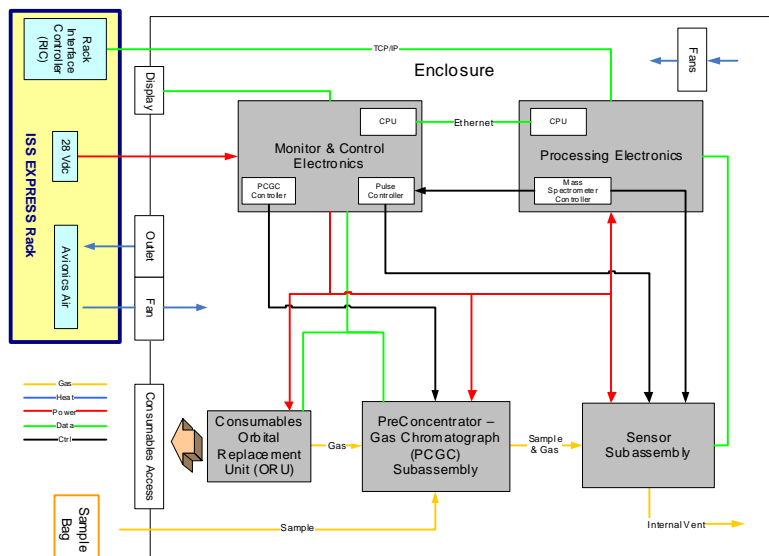 Rack
Interface
Controller
(RIC)
28 Vdc
Avionics Air
ISS EXPRESS Rack
Gas
Heat
Power
Data
Ctrl
Display
Outlet
Fan
Consumables Access
Sample
Bag
TCP/IP
Enclosure
Fans
CPU
Ethernet
CPU
Monitor & Control
Electronics
Processing Electronics
PCGC
Controller
Pulse
Controller
Mass
Spectrometer
Controller
Consumables
Orbital
Replacement
Unit (ORU)
Gas
PreConcentrator –
Gas Chromatograph
(PCGC)
Subassembly
Sample
& Gas
Sensor
Subassembly
Sample
Internal Vent